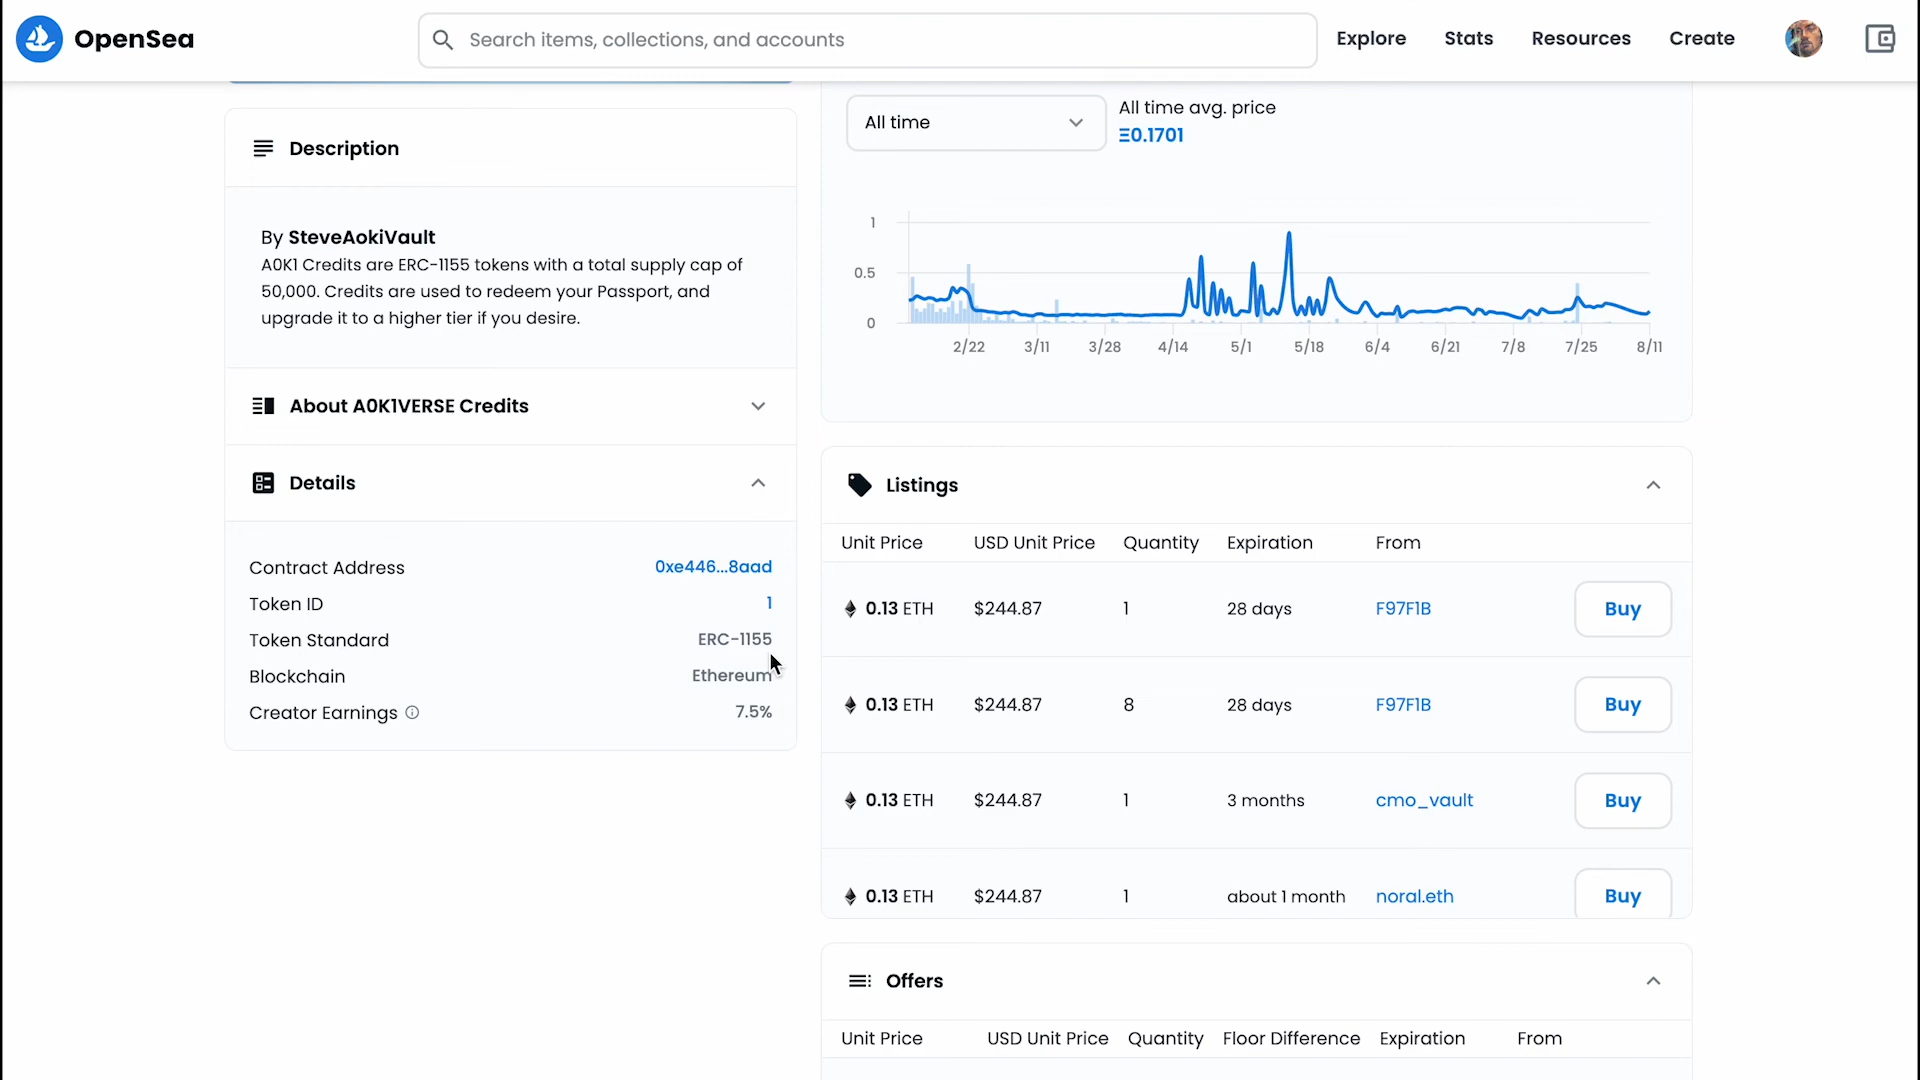 OpenSea
Search items, collections, and accounts
Explore Stats Resources Create
Description
By SteveAokiVault
A0K1 Credits are ERC-1155 tokens with a total supply cap of
50,000. Credits are used to redeem your Passport, and
upgrade it to a higher tier if you desire.
About A0K1VERSE Credits
Details
Contract Address 0xe446...8aad
Token ID 1
Token Standard ERC-1155
Blockchain Ethereum
Creator Earnings 7.5%
All time
All time avg. price
Ξ0.1701
1
0.5
0
2/22 3/11 3/28 4/14 5/1 5/18 6/4 6/21 7/8 7/25 8/11
Listings
Unit Price USD Unit Price Quantity Expiration From
0.13 ETH $244.87 1 28 days F97F1B Buy
0.13 ETH $244.87 8 28 days F97F1B Buy
0.13 ETH $244.87 1 3 months cmo_vault Buy
0.13 ETH $244.87 1 about 1 month noral.eth Buy
Offers
Unit Price USD Unit Price Quantity Floor Difference Expiration From